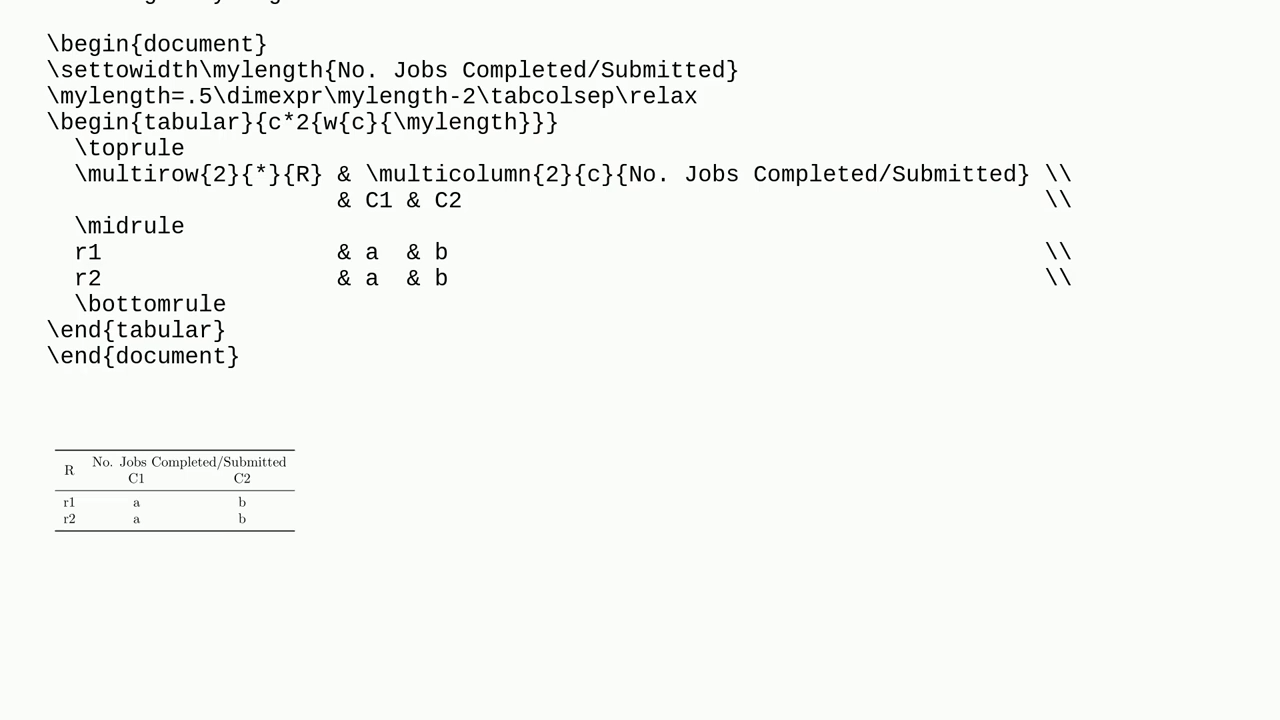 \begin{document}
\settowidth\mylength{No. Jobs Completed/Submitted}
\mylength=.5\dimexpr\mylength-2\tabcolsep\relax
\begin{tabular}{c*2{w{c}{\mylength}}}
  \toprule
  \multirow{2}{*}{R} & \multicolumn{2}{c}{No. Jobs Completed/Submitted} \\
                     & C1 & C2                                          \\
  \midrule
  r1                 & a  & b                                           \\
  r2                 & a  & b                                           \\
  \bottomrule
\end{tabular}
\end{document}
R No. Jobs Completed/Submitted
C1 C2
r1 a b
r2 a b